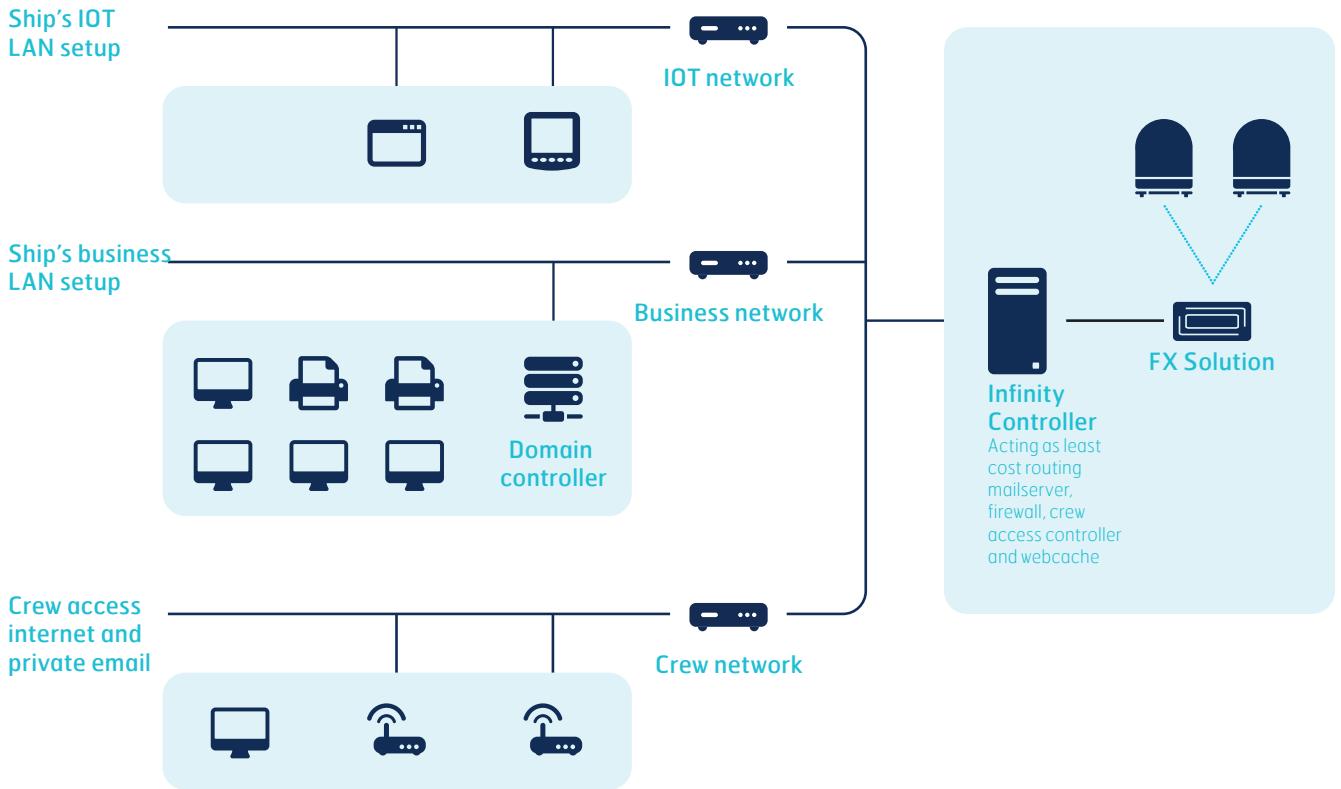 Ship's IOT
LAN setup
IOT network
Ship's business
LAN setup
Business network
Domain
controller
Crew access
internet and
private email
Crew network
Infinity
Controller
Acting as least
cost routing
mailserver,
firewall, crew
access controller
and webcache
FX Solution